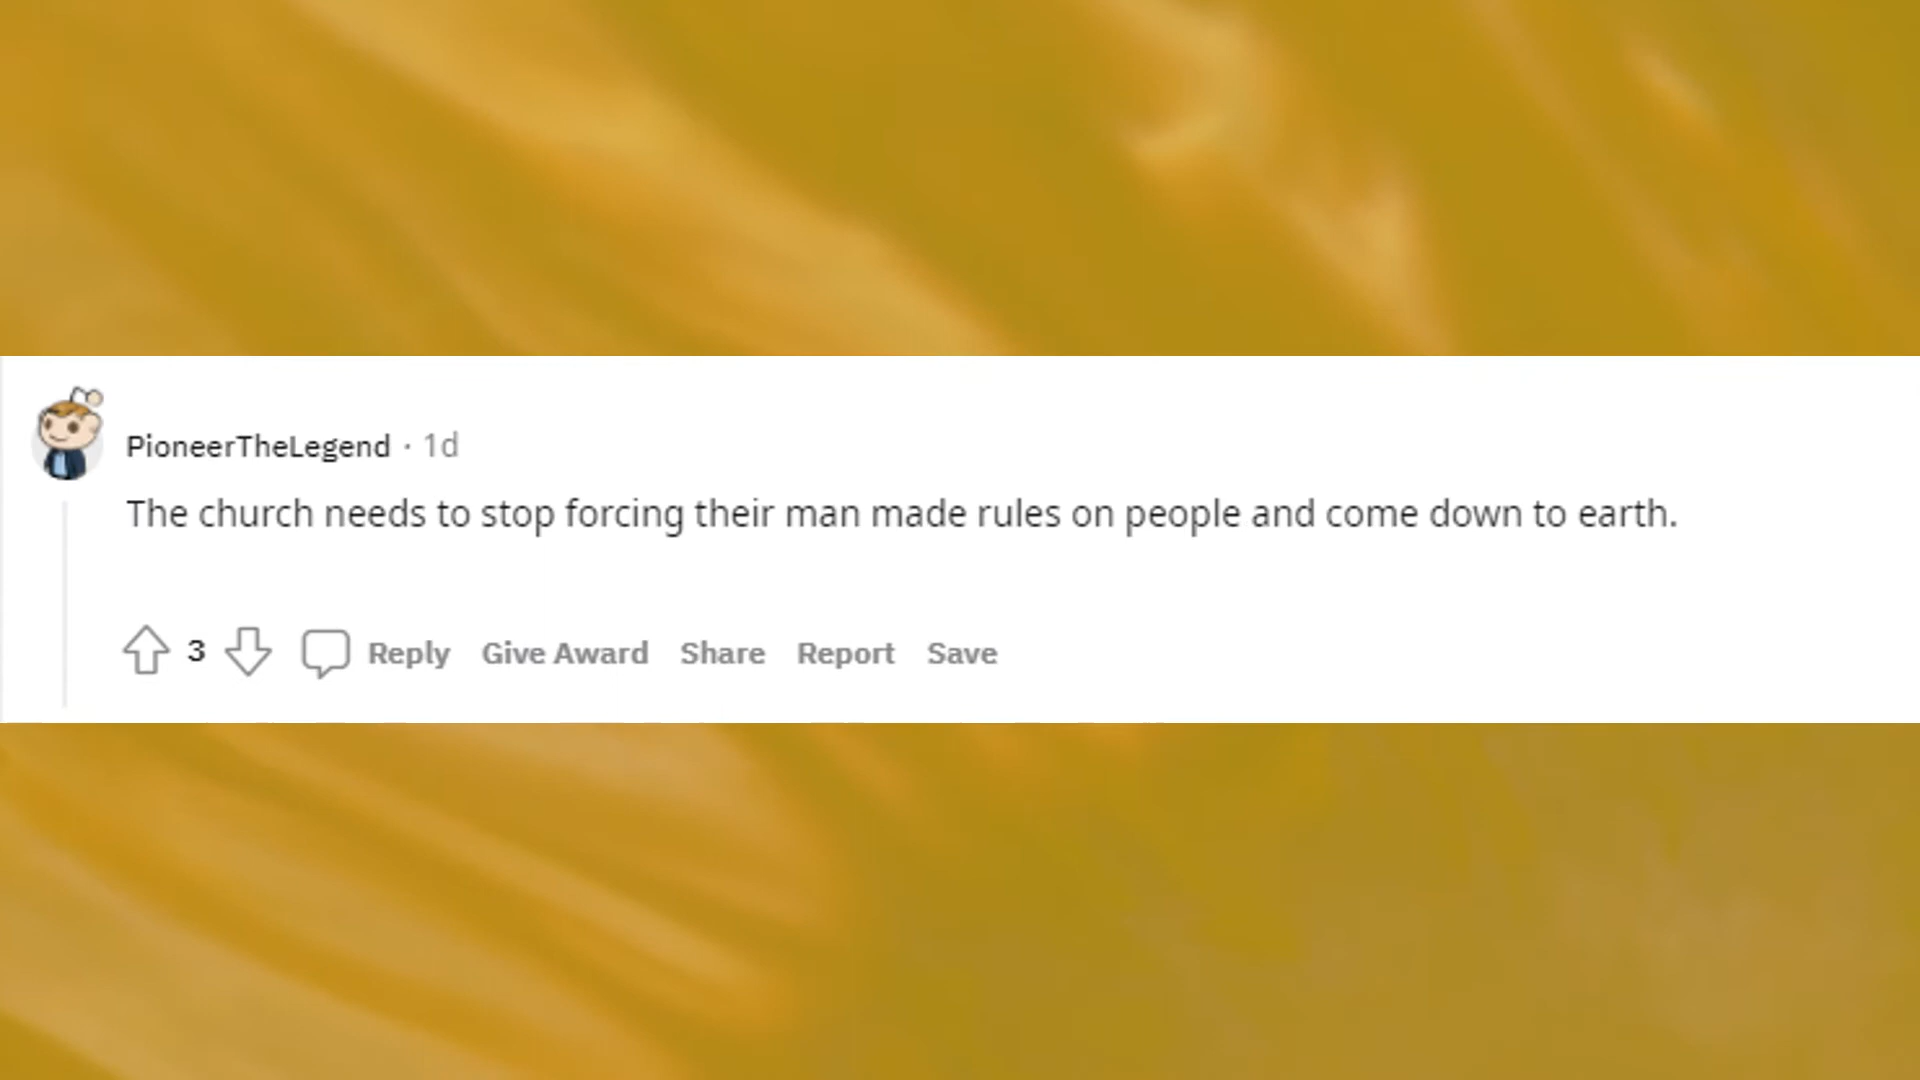 PioneerTheLegend · 1d
The church needs to stop forcing their man made rules on people and come down to earth.
3 Reply Give Award Share Report Save